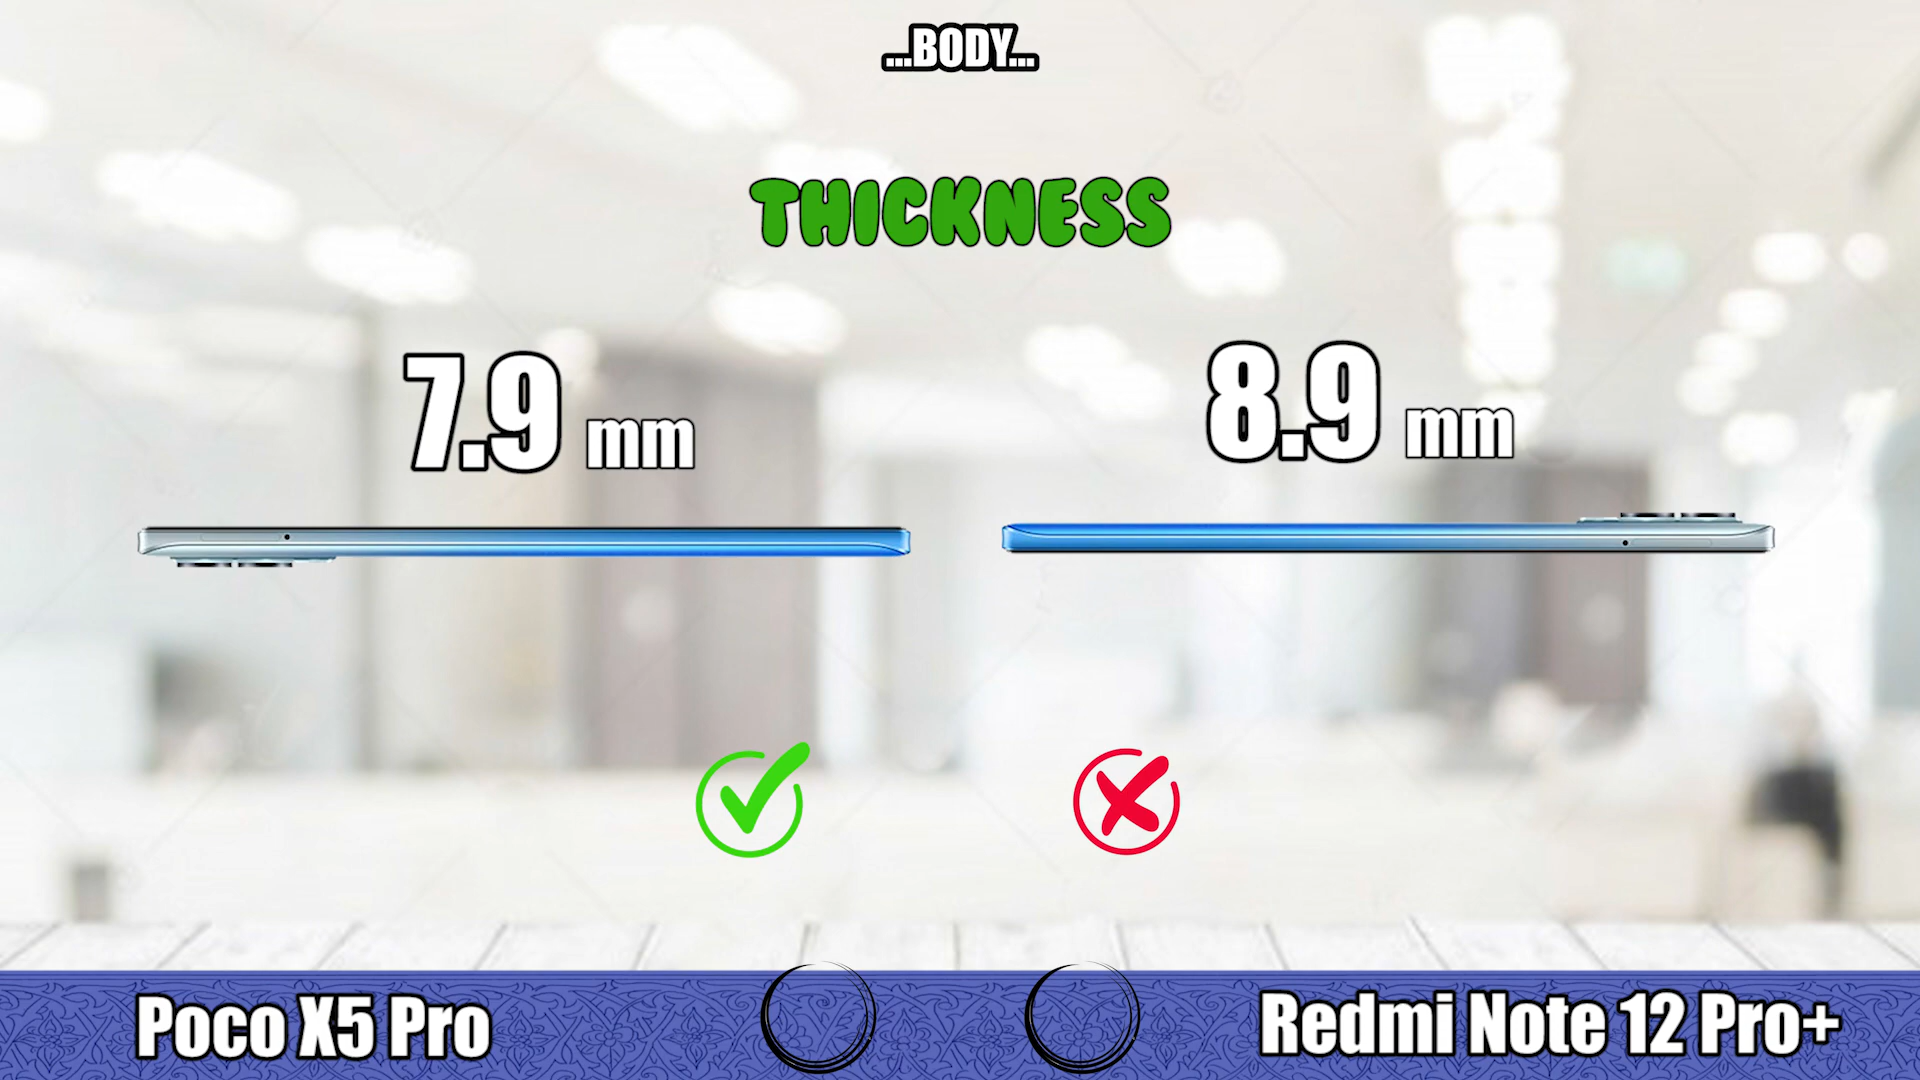 ...BODY...
THICKNESS
7.9 mm
8.9 mm
Poco X5 Pro
Redmi Note 12 Pro+